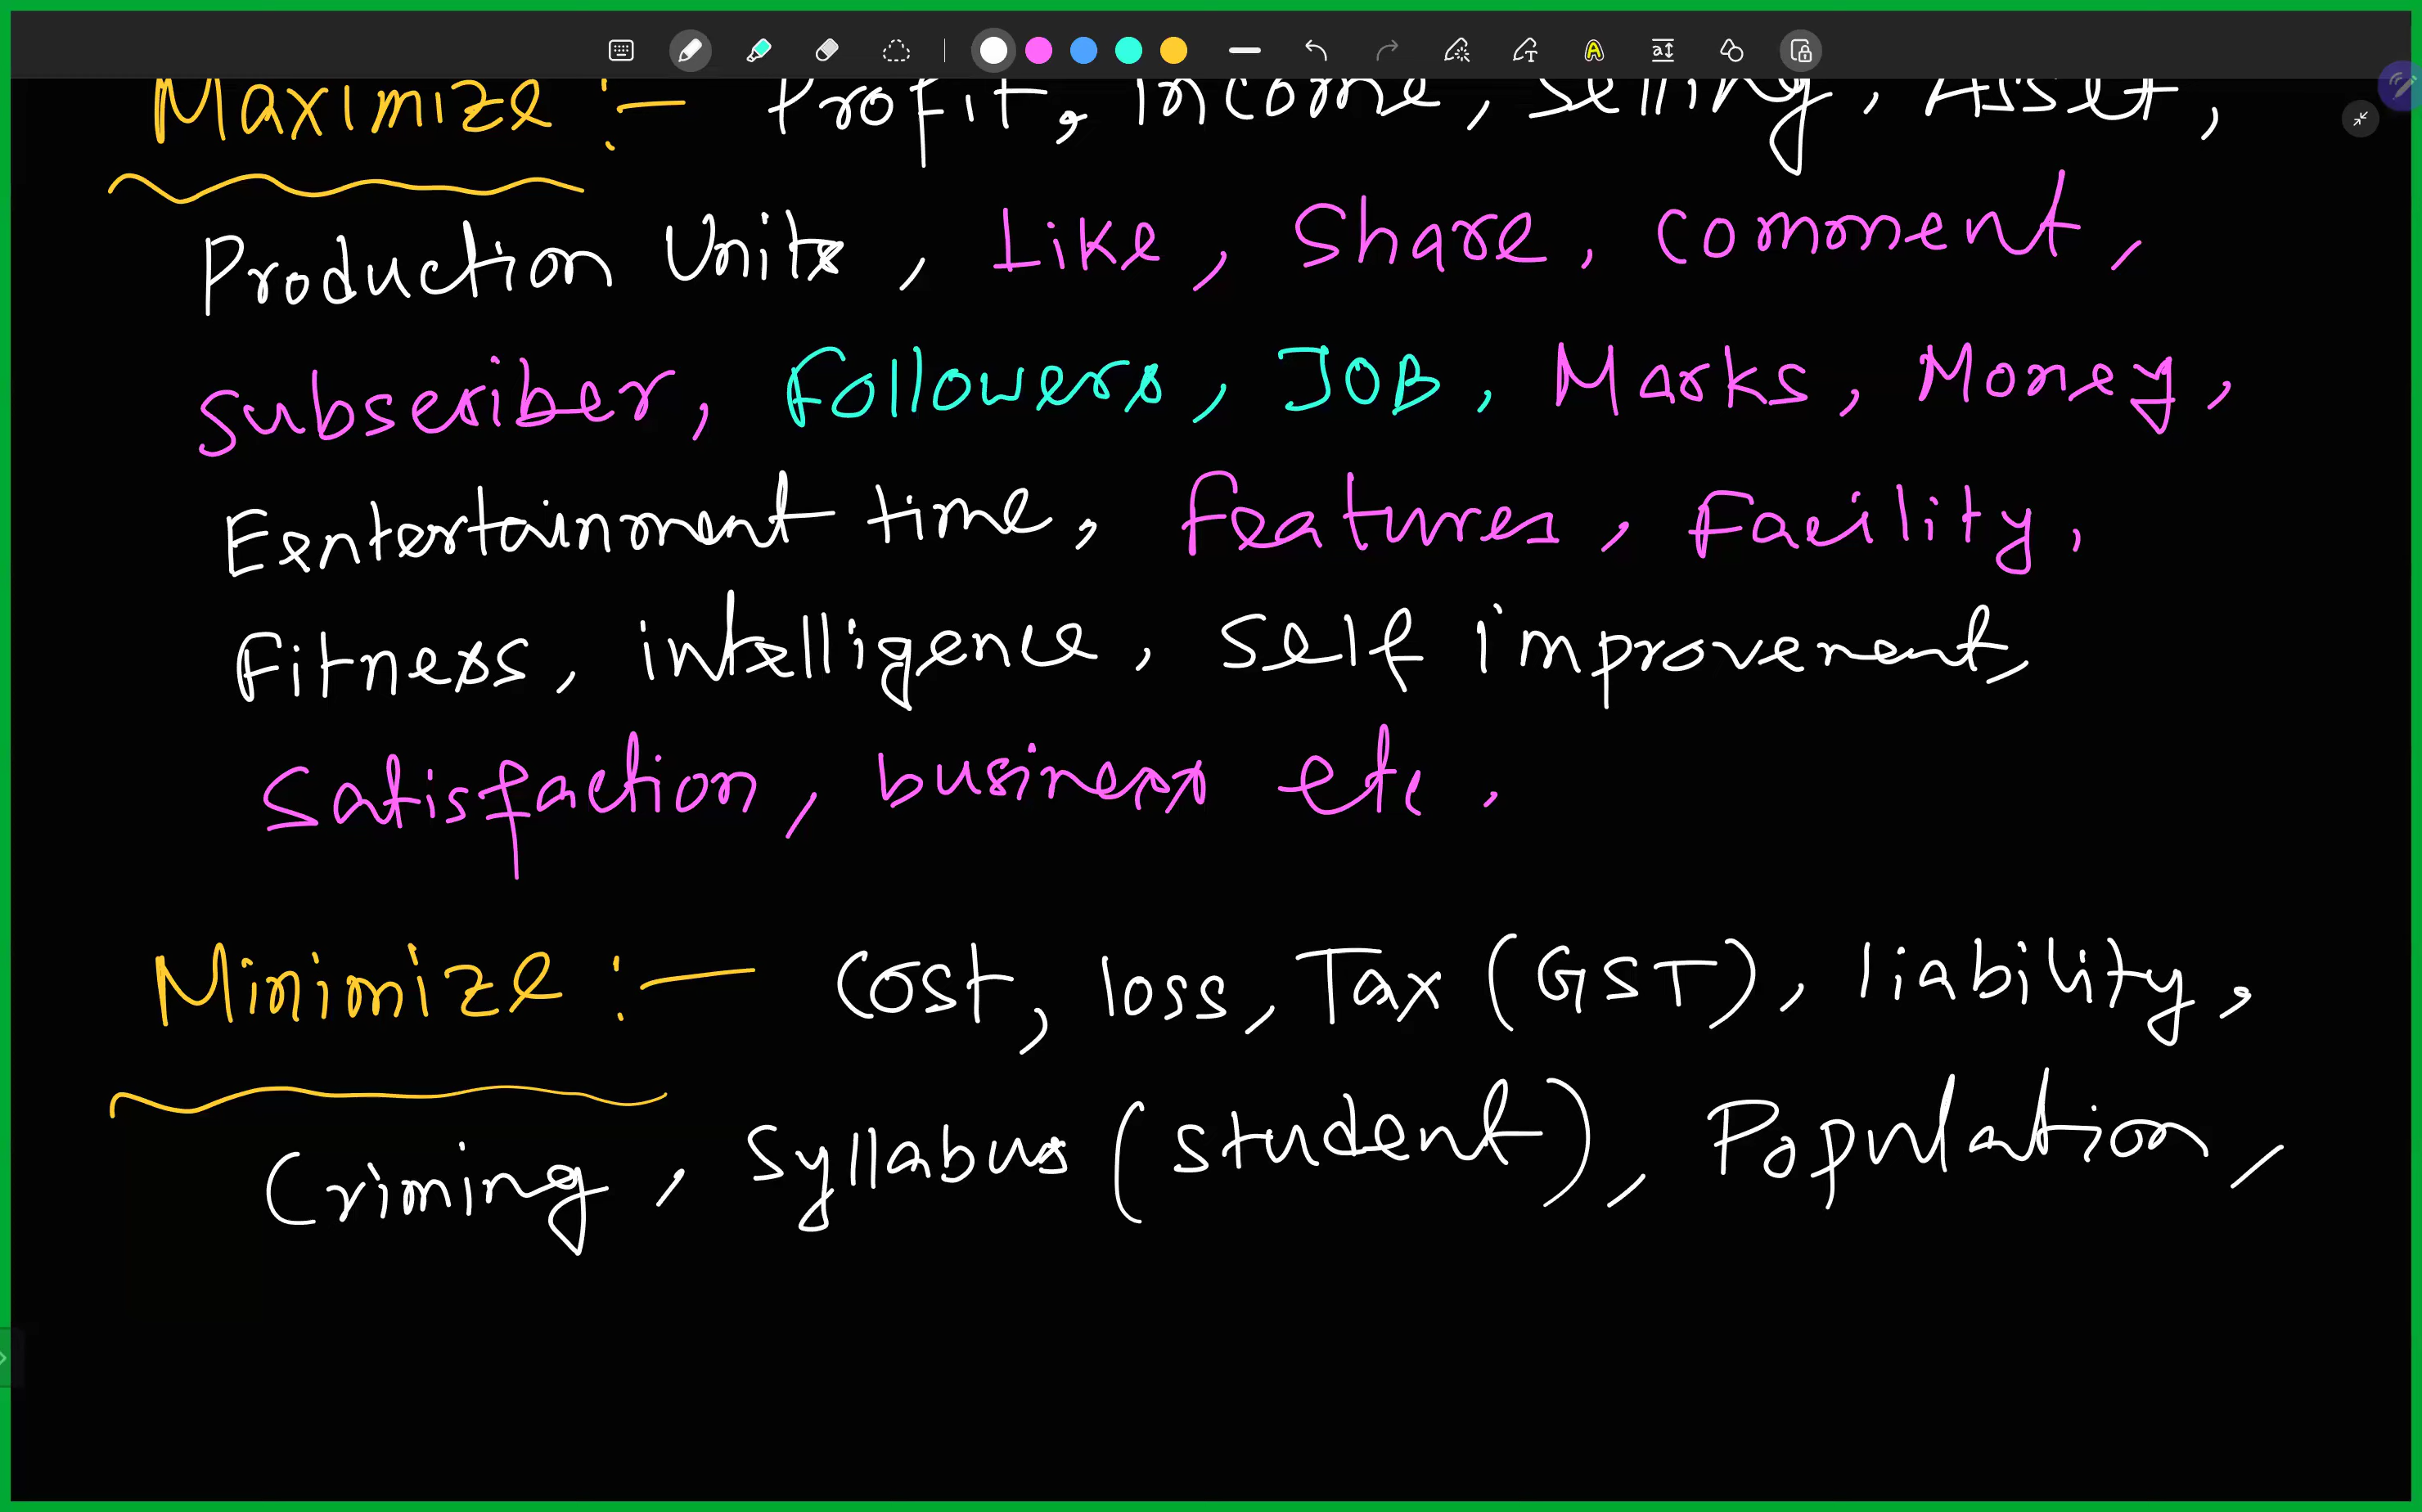 Maximize :- Profit, income, selling, Asset,
Production Units, Like, Share, comment,
Subscriber, Followers, JOB, Marks, Money,
Eentertainment time, features, Facility,
Fitness, intelligence, self improvement,
Satisfaction, business etc.
Minimize :- Cost, loss, Tax (GST), liability,
Criming, Syllabus (student), Population,